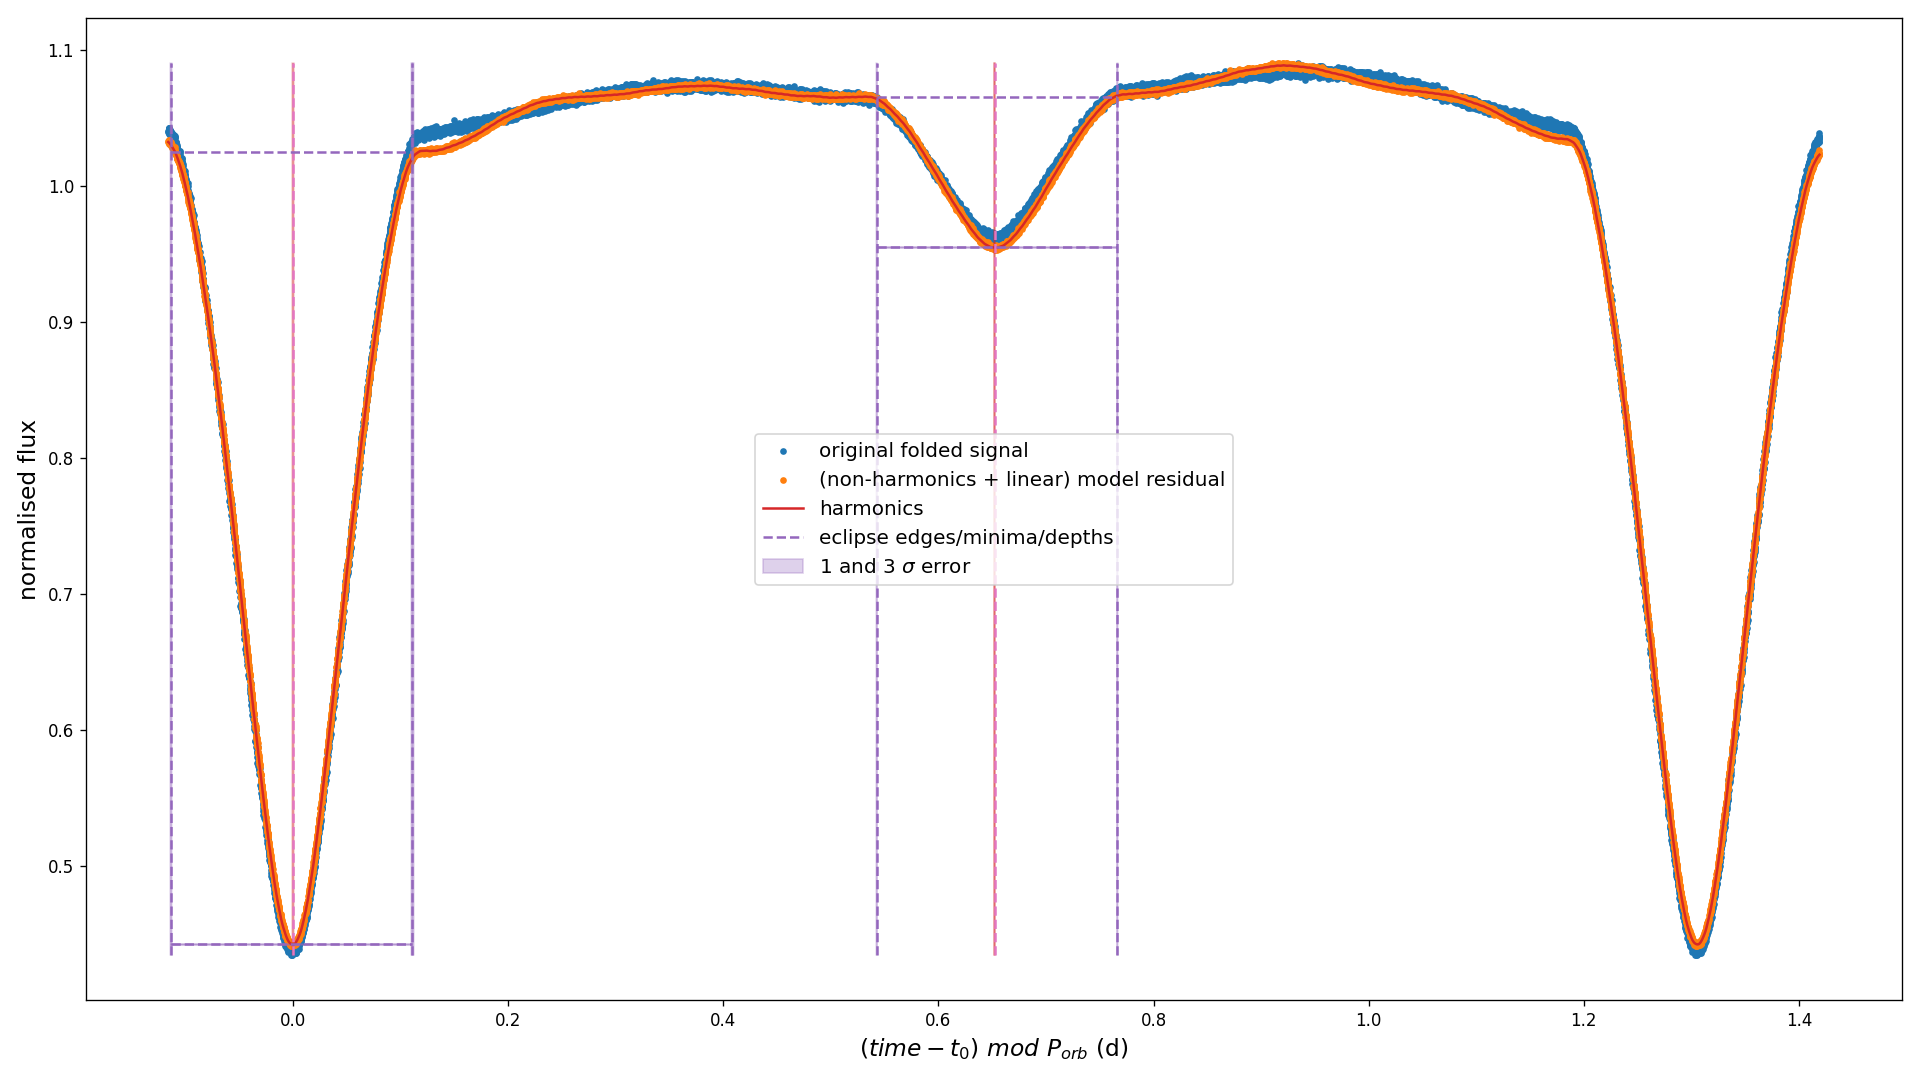 1.1
1.0
0.9
0.8
0.7
0.6
0.5
normalised flux
original folded signal
(non-harmonics + linear) model residual
harmonics
eclipse edges/minima/depths
1 and 3 σ error
0.0 0.2 0.4 0.6 0.8 1.0 1.2 1.4
(time − t₀) mod P_orb (d)